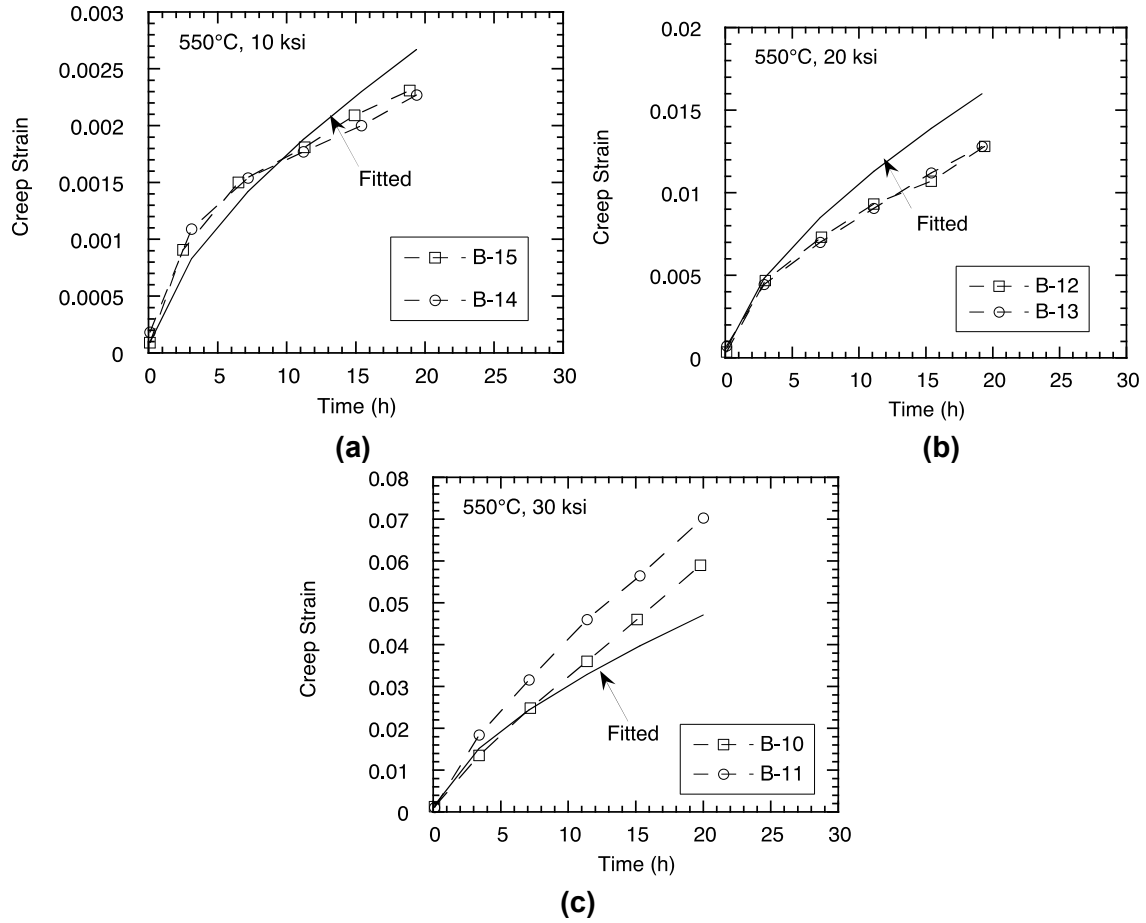 550°C, 10 ksi
Creep Strain
0.003
0.0025
0.002
0.0015
0.001
0.0005
0
Fitted
B-15
B-14
0 5 10 15 20 25 30
Time (h)
(a)
550°C, 20 ksi
Creep Strain
0.02
0.015
0.01
0.005
0
Fitted
B-12
B-13
0 5 10 15 20 25 30
Time (h)
(b)
550°C, 30 ksi
Creep Strain
0.08
0.07
0.06
0.05
0.04
0.03
0.02
0.01
0
Fitted
B-10
B-11
0 5 10 15 20 25 30
Time (h)
(c)